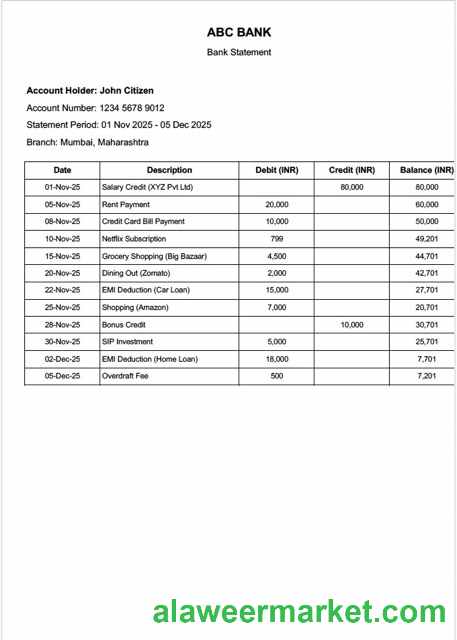 ABC BANK
Bank Statement
Account Holder: John Citizen
Account Number: 1234 5678 9012
Statement Period: 01 Nov 2025 - 05 Dec 2025
Branch: Mumbai, Maharashtra
Date Description Debit (INR) Credit (INR) Balance (INR)
01-Nov-25 Salary Credit (XYZ Pvt Ltd) 80,000 80,000
05-Nov-25 Rent Payment 20,000 60,000
08-Nov-25 Credit Card Bill Payment 10,000 50,000
10-Nov-25 Netflix Subscription 799 49,201
15-Nov-25 Grocery Shopping (Big Bazaar) 4,500 44,701
20-Nov-25 Dining Out (Zomato) 2,000 42,701
22-Nov-25 EMI Deduction (Car Loan) 15,000 27,701
25-Nov-25 Shopping (Amazon) 7,000 20,701
28-Nov-25 Bonus Credit 10,000 30,701
30-Nov-25 SIP Investment 5,000 25,701
02-Dec-25 EMI Deduction (Home Loan) 18,000 7,701
05-Dec-25 Overdraft Fee 500 7,201
alaweermarket.com